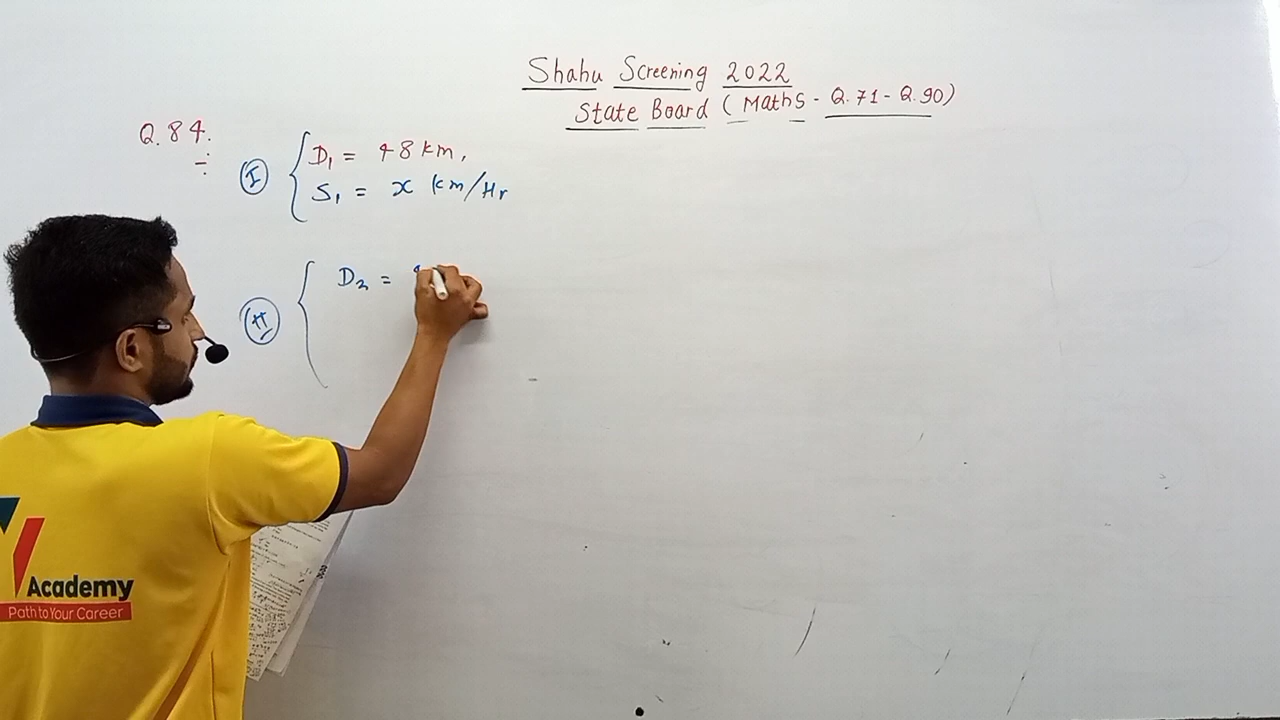 Shahu Screening 2022
State Board (Maths - Q.71 - Q.90)
Q.84.
I D₁ = 48 km,
S₁ = x km/Hr
II D₂ =
Y Academy
Path to Your Career